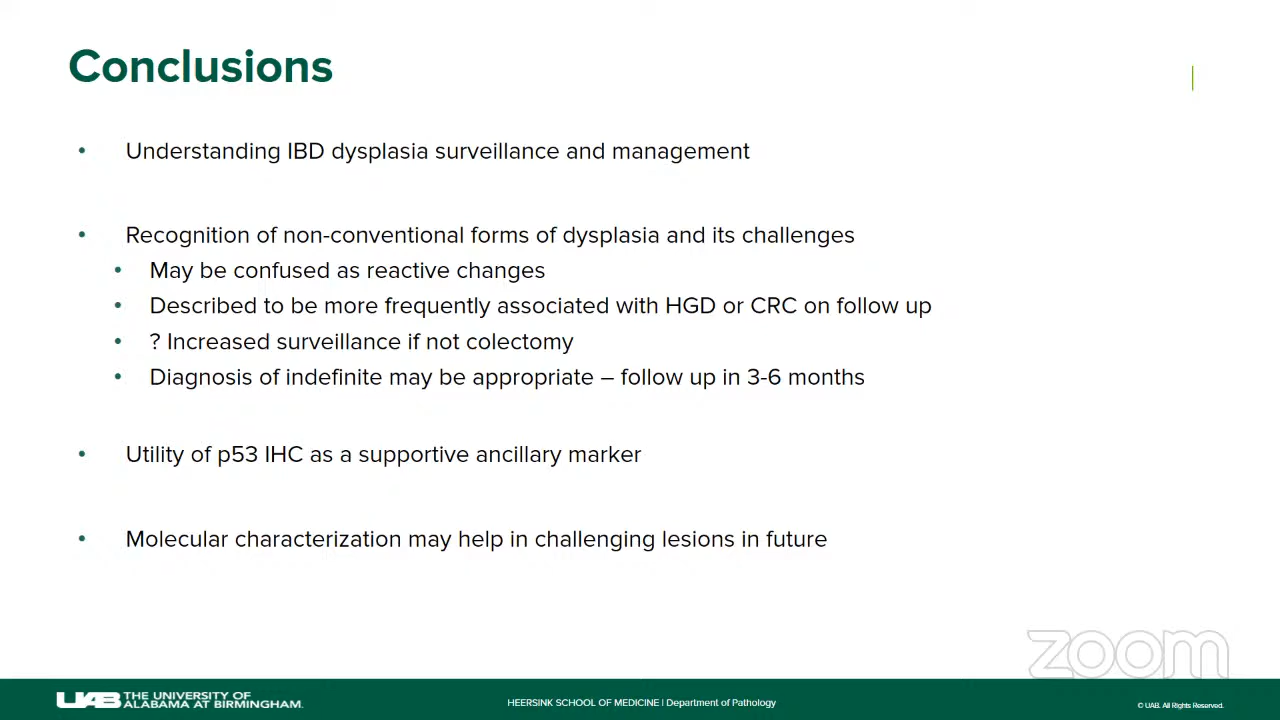 Conclusions
• Understanding IBD dysplasia surveillance and management
• Recognition of non-conventional forms of dysplasia and its challenges
• May be confused as reactive changes
• Described to be more frequently associated with HGD or CRC on follow up
• ? Increased surveillance if not colectomy
• Diagnosis of indefinite may be appropriate – follow up in 3-6 months
• Utility of p53 IHC as a supportive ancillary marker
• Molecular characterization may help in challenging lesions in future
zoom
UAB THE UNIVERSITY OF
ALABAMA AT BIRMINGHAM.
HEERSINK SCHOOL OF MEDICINE | Department of Pathology
© UAB. All Rights Reserved.